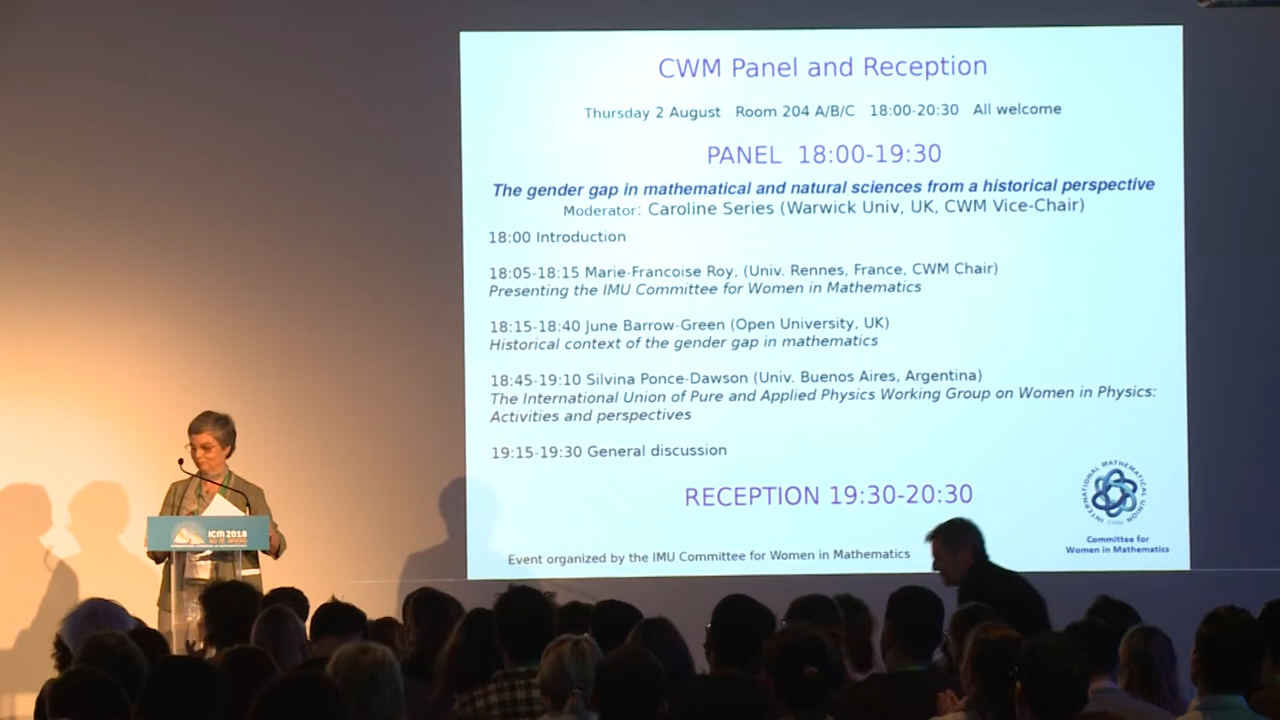 CWM Panel and Reception
Thursday 2 August Room 204 A/B/C 18:00-20:30 All welcome
PANEL 18:00-19:30
The gender gap in mathematical and natural sciences from a historical perspective
Moderator: Caroline Series (Warwick Univ, UK, CWM Vice-Chair)
18:00 Introduction
18:05-18:15 Marie-Francoise Roy, (Univ. Rennes, France, CWM Chair)
Presenting the IMU Committee for Women in Mathematics
18:15-18:40 June Barrow-Green (Open University, UK)
Historical context of the gender gap in mathematics
18:45-19:10 Silvina Ponce-Dawson (Univ. Buenos Aires, Argentina)
The International Union of Pure and Applied Physics Working Group on Women in Physics:
Activities and perspectives
19:15-19:30 General discussion
RECEPTION 19:30-20:30
INTERNATIONAL MATHEMATICAL UNION
CWM
Committee for
Women in Mathematics
Event organized by the IMU Committee for Women in Mathematics
ICM 2018